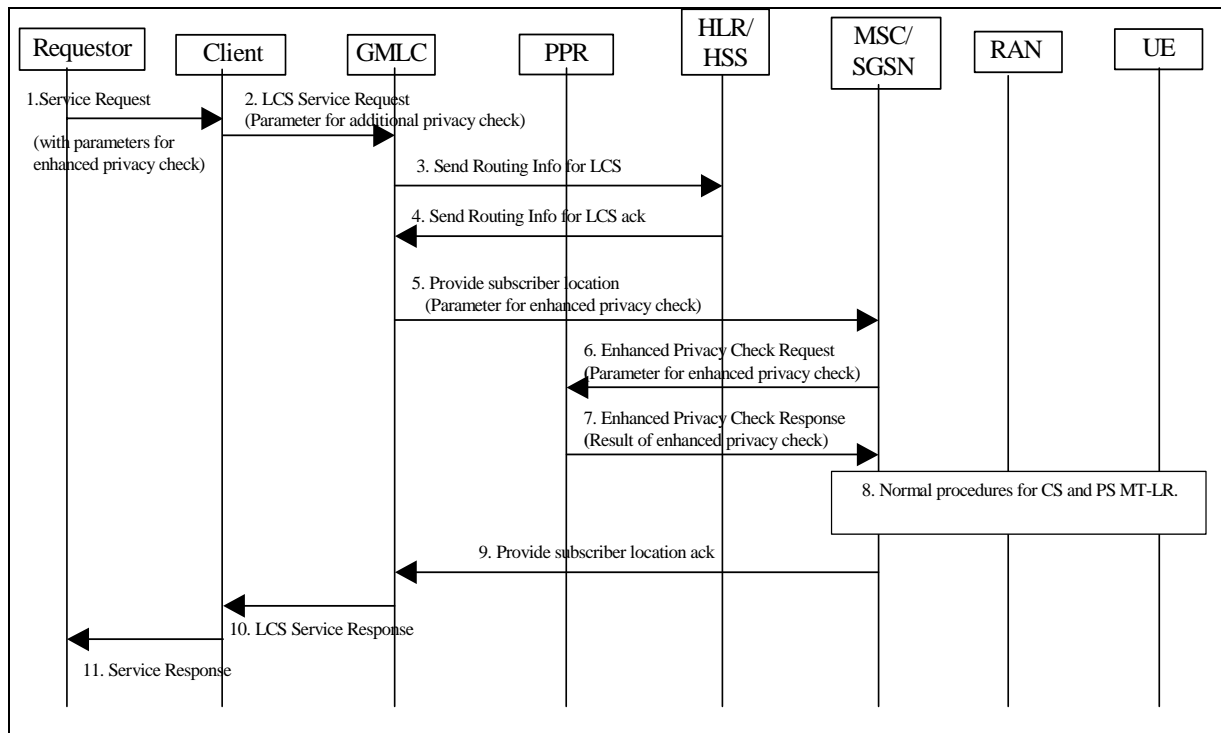 Requestor
Client
GMLC
PPR
HLR/
HSS
MSC/
SGSN
RAN
UE
1.Service Request
(with parameters for
enhanced privacy check)
2. LCS Service Request
(Parameter for additional privacy check)
3. Send Routing Info for LCS
4. Send Routing Info for LCS ack
5. Provide subscriber location
(Parameter for enhanced privacy check)
6. Enhanced Privacy Check Request
(Parameter for enhanced privacy check)
7. Enhanced Privacy Check Response
(Result of enhanced privacy check)
8. Normal procedures for CS and PS MT-LR.
9. Provide subscriber location ack
10. LCS Service Response
11. Service Response